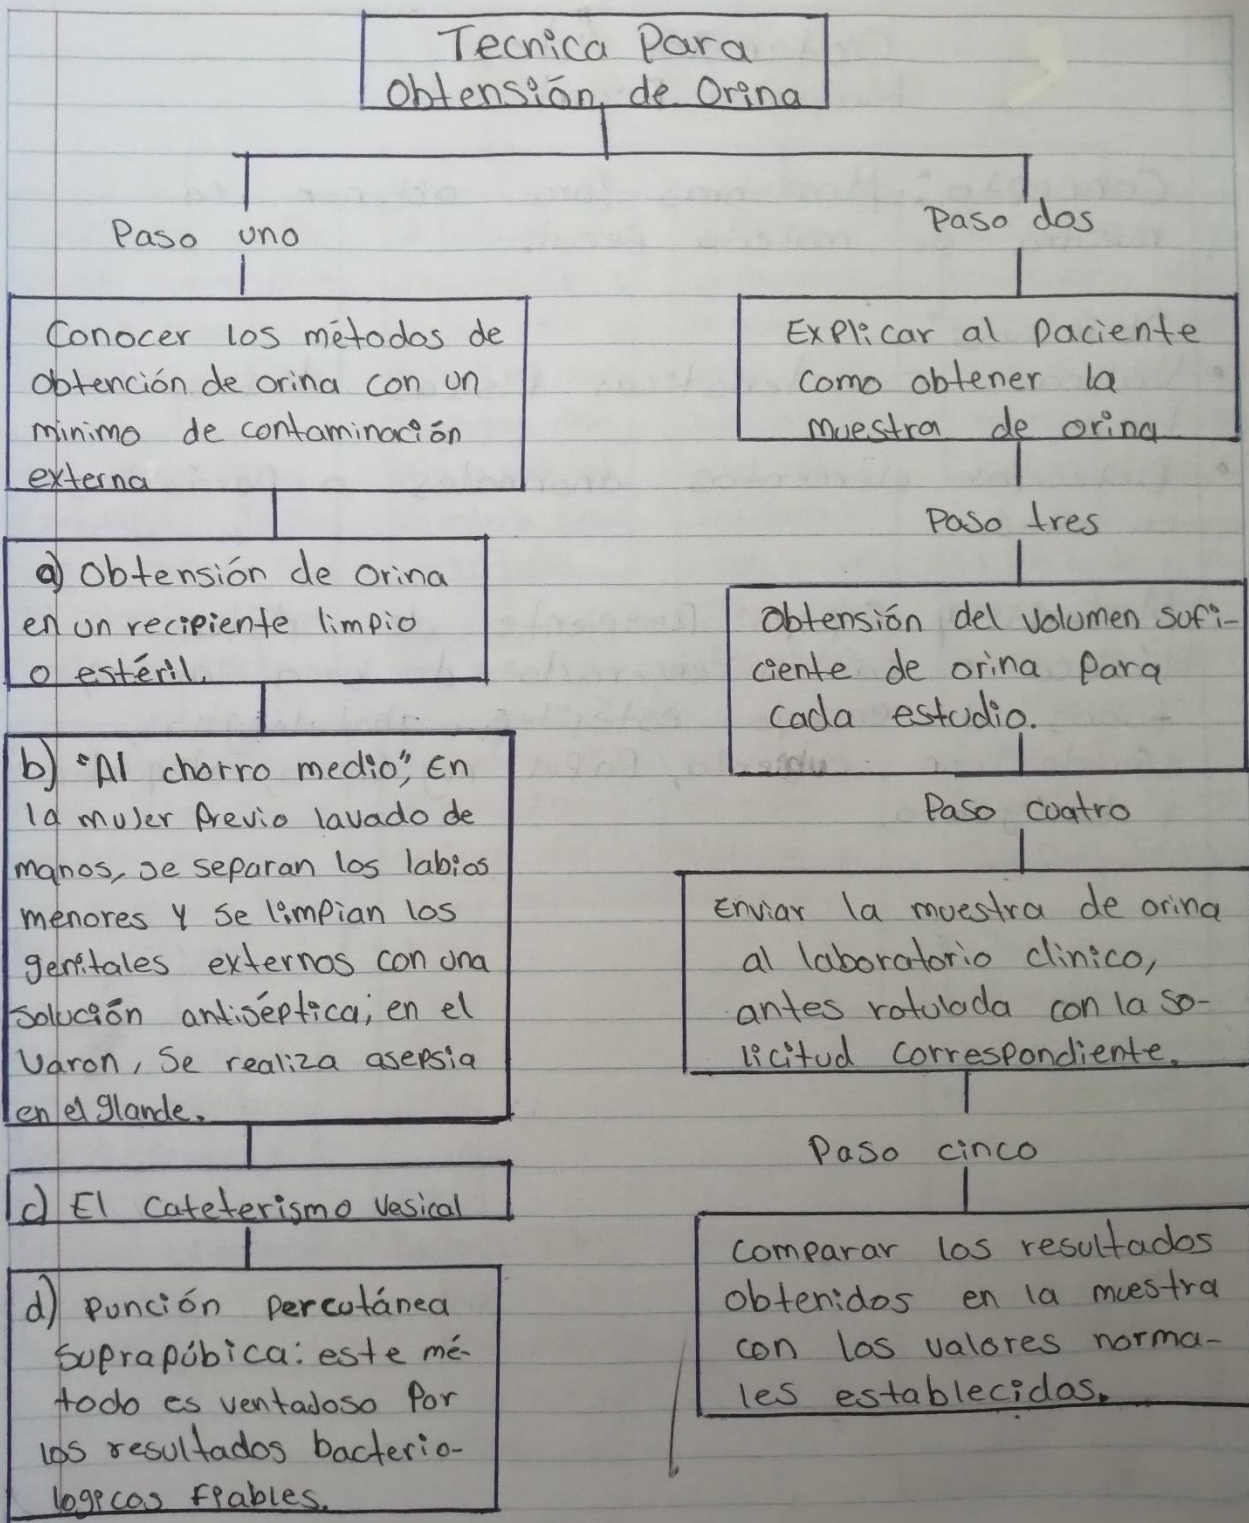 Tecnica Para
Obtensión de Orina
Paso uno
Conocer los métodos de
obtención de orina con un
minimo de contaminación
externa
a) Obtensión de orina
en un recipiente limpio
o estéril.
b) "Al chorro medio", En
la mujer Previo lavado de
manos, se separan los labios
menores y se limpian los
genitales externos con una
solución antiséptica; en el
Varon, Se realiza asepsia
en el glande.
c) El Cateterismo Vesical
d) Punción Percutánea
Suprapúbica: este mé-
todo es ventajoso Por
los resultados bacterio-
logicos fiables.
Paso dos
Explicar al Paciente
como obtener la
muestra de orina
Paso tres
Obtensión del Volumen sufi-
ciente de orina Para
cada estudio.
Paso cuatro
Enviar la muestra de orina
al laboratorio clinico,
antes rotulada con la so-
licitud correspondiente.
Paso cinco
Comparar los resultados
obtenidos en la muestra
con los valores norma-
les establecidos.